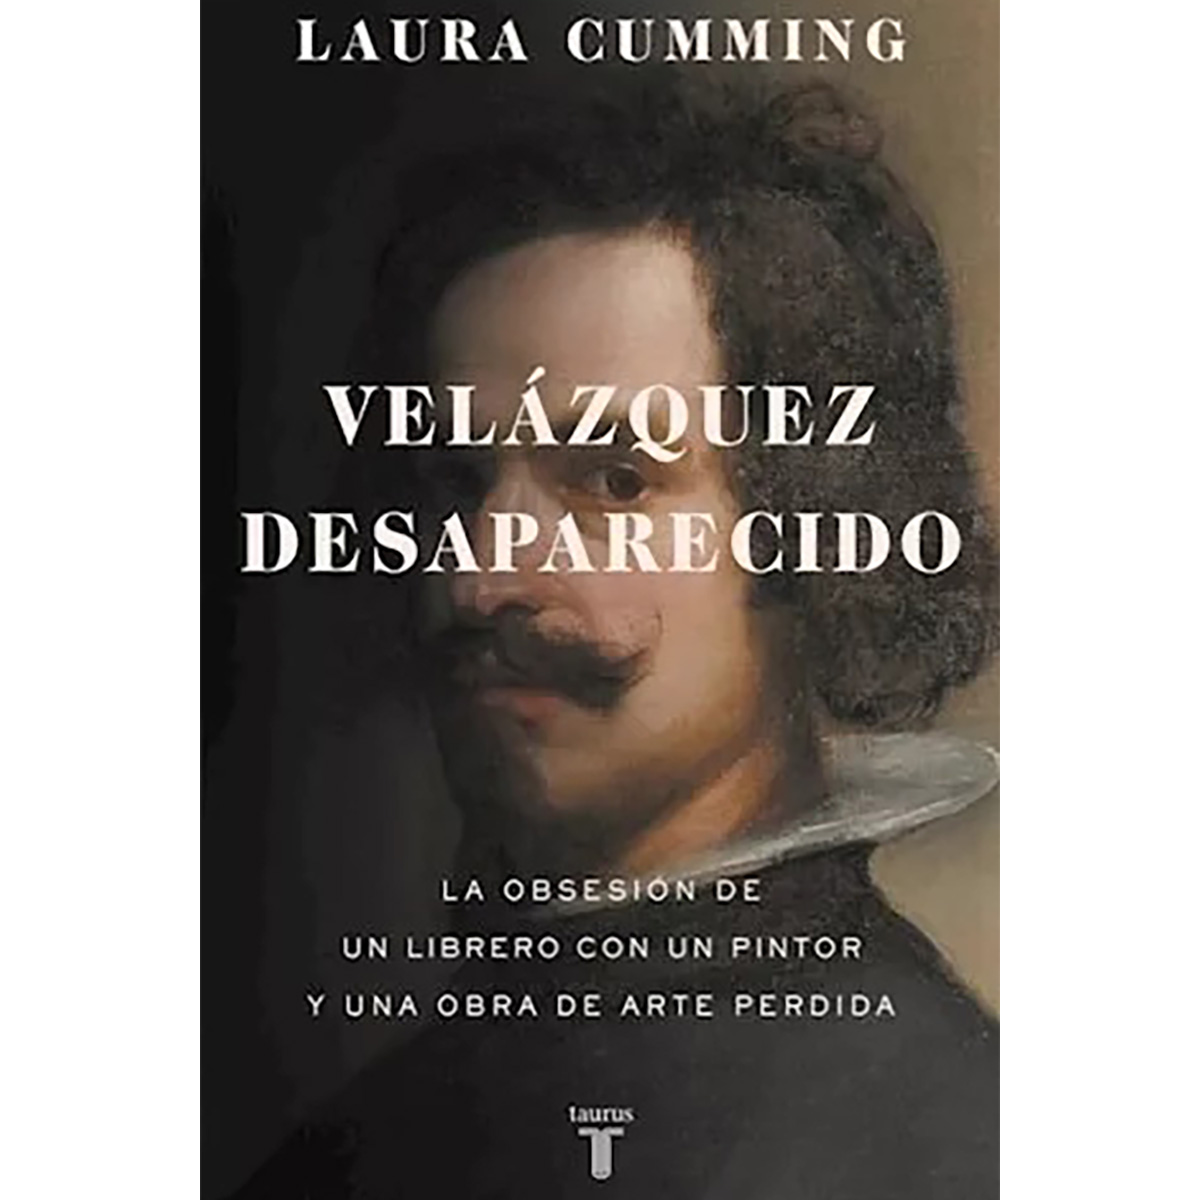 LAURA CUMMING
VELÁZQUEZ
DESAPARECIDO
LA OBSESIÓN DE
UN LIBRERO CON UN PINTOR
Y UNA OBRA DE ARTE PERDIDA
taurus
T